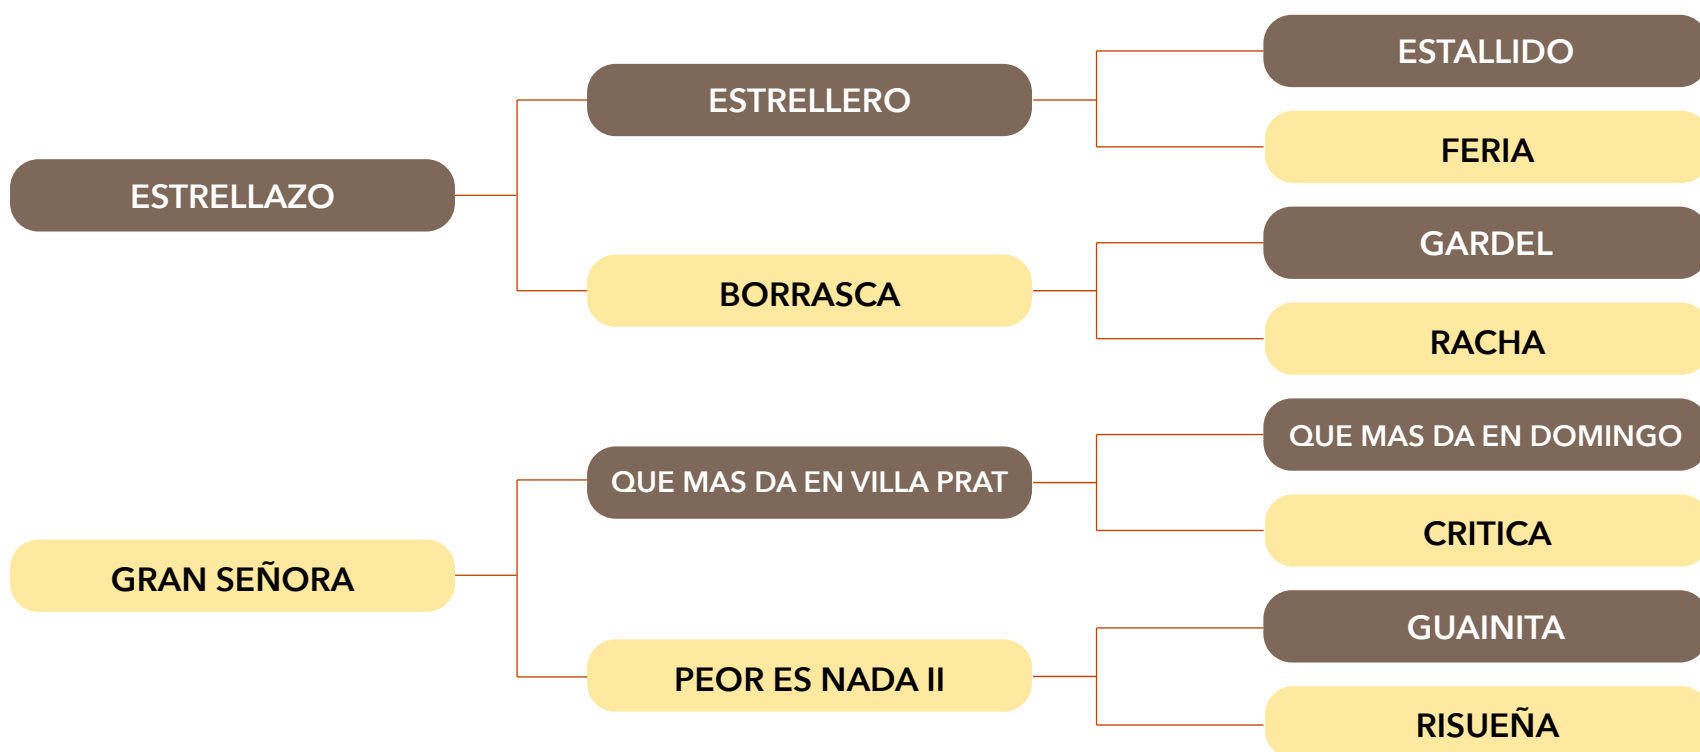 ESTRELLAZO
ESTRELLERO
ESTALLIDO
FERIA
BORRASCA
GARDEL
RACHA
GRAN SEÑORA
QUE MAS DA EN VILLA PRAT
QUE MAS DA EN DOMINGO
CRITICA
PEOR ES NADA II
GUAINITA
RISUEÑA